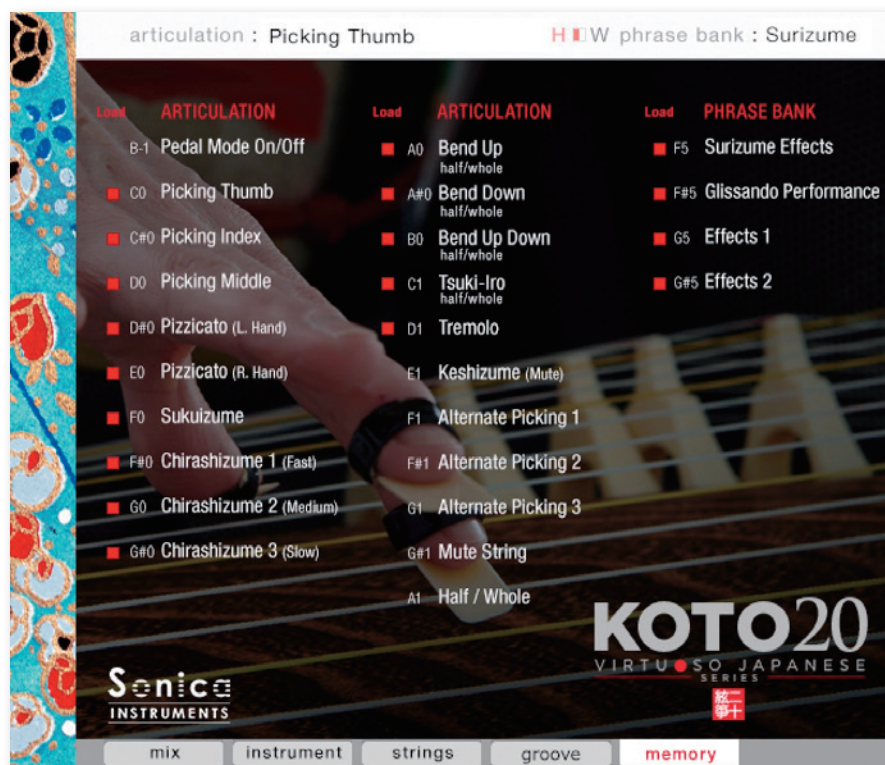 articulation : Picking Thumb
H W phrase bank : Surizume
Load ARTICULATION
B-1 Pedal Mode On/Off
C0 Picking Thumb
C#0 Picking Index
D0 Picking Middle
D#0 Pizzicato (L. Hand)
E0 Pizzicato (R. Hand)
F0 Sukuizume
F#0 Chirashizume 1 (Fast)
G0 Chirashizume 2 (Medium)
G#0 Chirashizume 3 (Slow)
Load ARTICULATION
A0 Bend Up
half/whole
A#0 Bend Down
half/whole
B0 Bend Up Down
half/whole
C1 Tsuki-Iro
half/whole
D1 Tremolo
E1 Keshizume (Mute)
F1 Alternate Picking 1
F#1 Alternate Picking 2
G1 Alternate Picking 3
G#1 Mute String
A1 Half / Whole
Load PHRASE BANK
F5 Surizume Effects
F#5 Glissando Performance
G5 Effects 1
G#5 Effects 2
KOTO20
VIRTUOSO JAPANESE
SERIES
二十
絃箏
Sonica
INSTRUMENTS
mix instrument strings groove memory